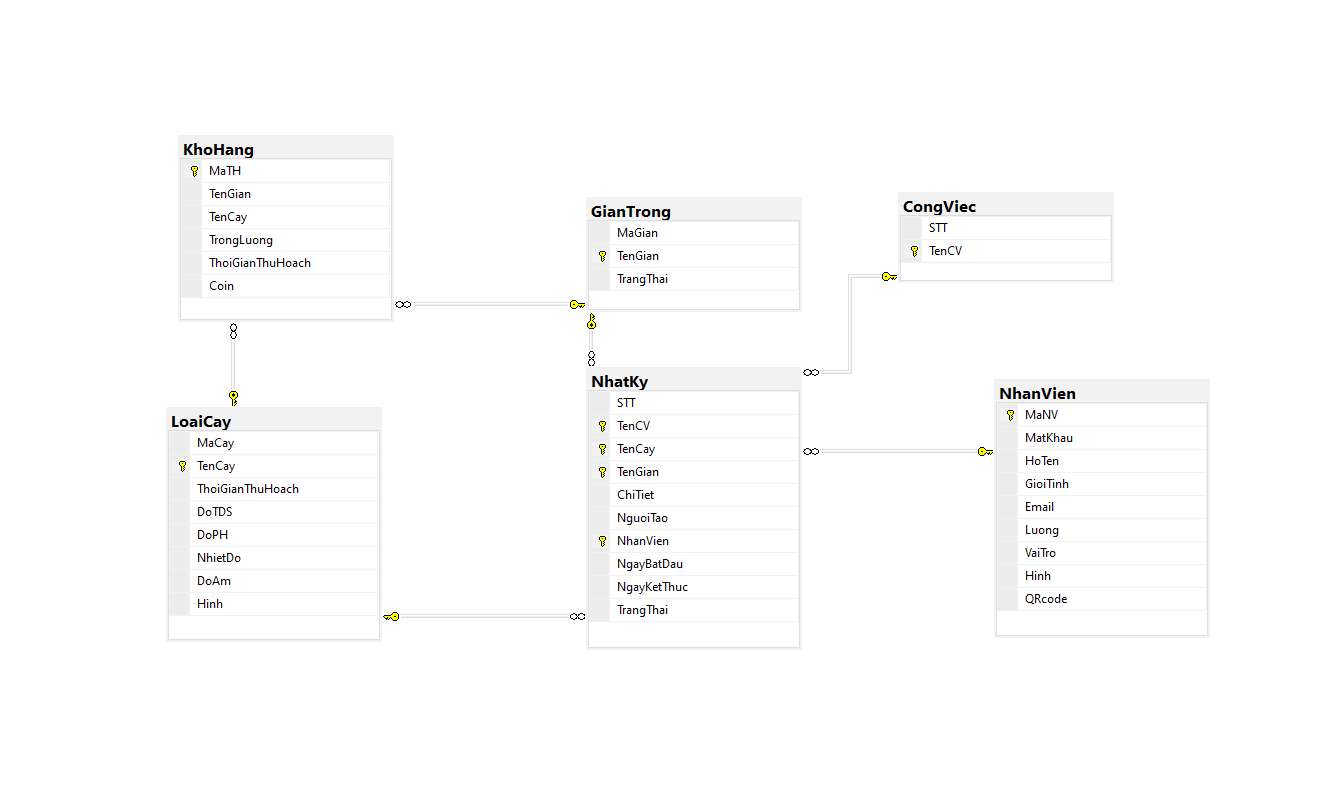 KhoHang
MaTH
TenGian
TenCay
TrongLuong
ThoiGianThuHoach
Coin
GianTrong
MaGian
TenGian
TrangThai
CongViec
STT
TenCV
LoaiCay
MaCay
TenCay
ThoiGianThuHoach
DoTDS
DoPH
NhietDo
DoAm
Hinh
NhatKy
STT
TenCV
TenCay
TenGian
ChiTiet
NguoiTao
NhanVien
NgayBatDau
NgayKetThuc
TrangThai
NhanVien
MaNV
MatKhau
HoTen
GioiTinh
Email
Luong
VaiTro
Hinh
QRcode